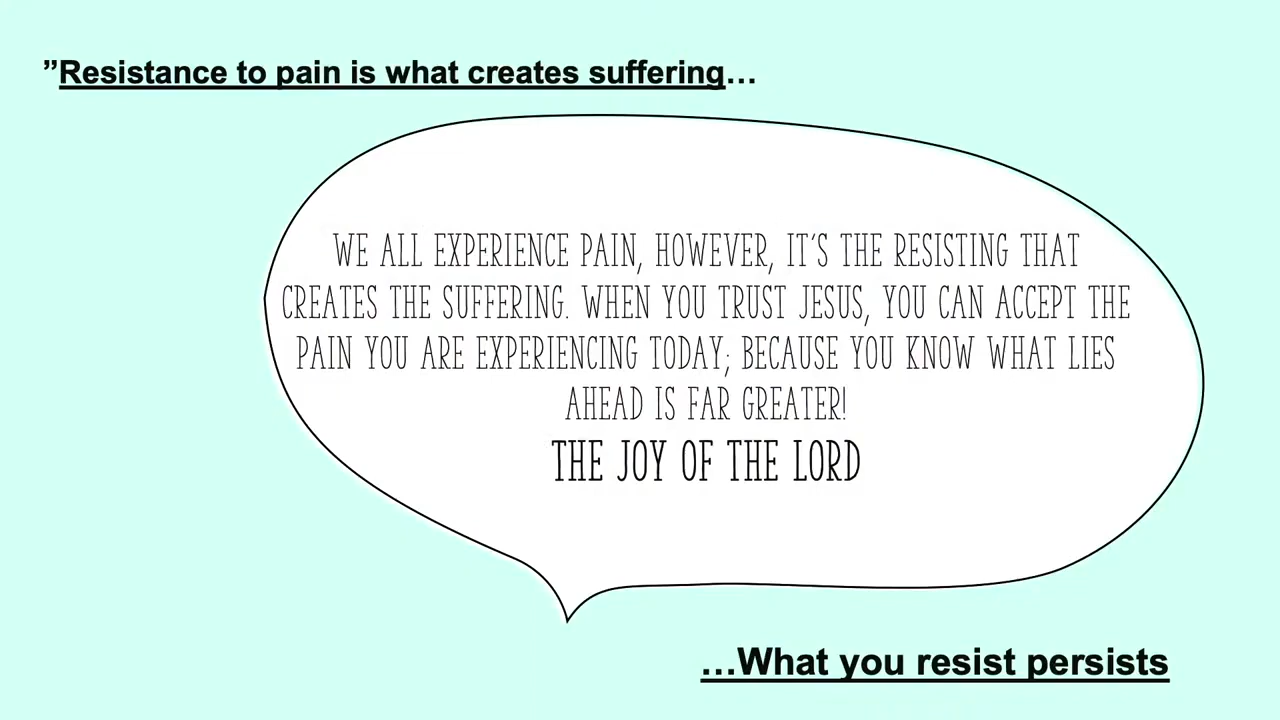 ”Resistance to pain is what creates suffering…
WE ALL EXPERIENCE PAIN, HOWEVER, IT’S THE RESISTING THAT
CREATES THE SUFFERING. WHEN YOU TRUST JESUS, YOU CAN ACCEPT THE
PAIN YOU ARE EXPERIENCING TODAY; BECAUSE YOU KNOW WHAT LIES
AHEAD IS FAR GREATER!
THE JOY OF THE LORD
…What you resist persists